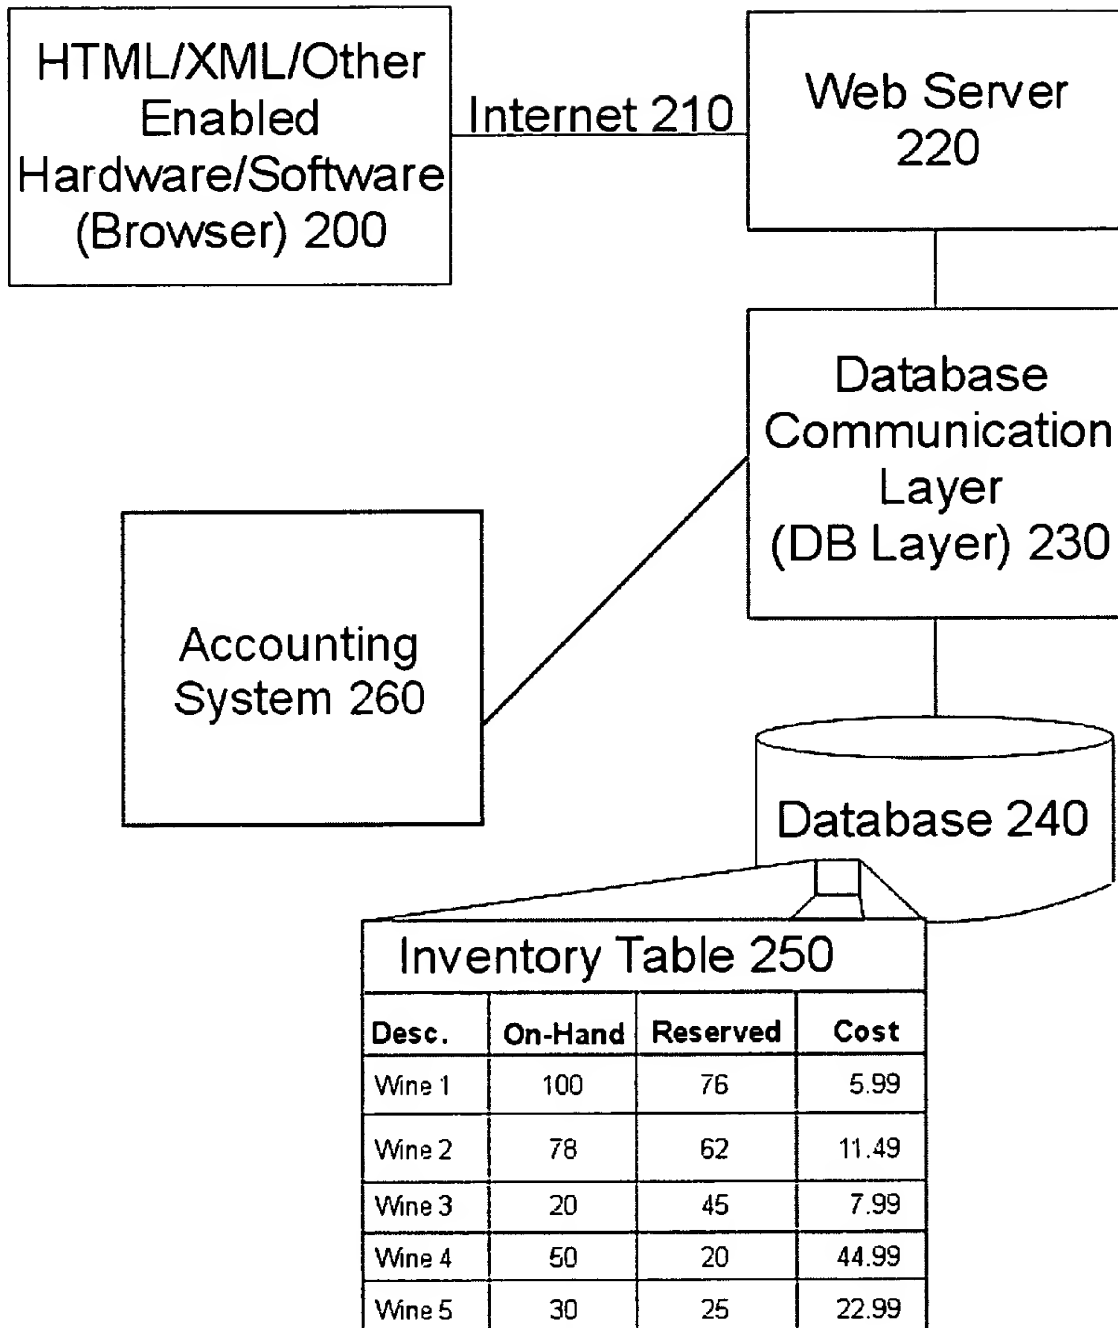 HTML/XML/Other
Enabled
Hardware/Software
(Browser) 200
Internet 210
Web Server
220
Database
Communication
Layer
(DB Layer) 230
Accounting
System 260
Database 240
Inventory Table 250
Desc. On-Hand Reserved Cost
Wine 1 100 76 5.99
Wine 2 78 62 11.49
Wine 3 20 45 7.99
Wine 4 50 20 44.99
Wine 5 30 25 22.99